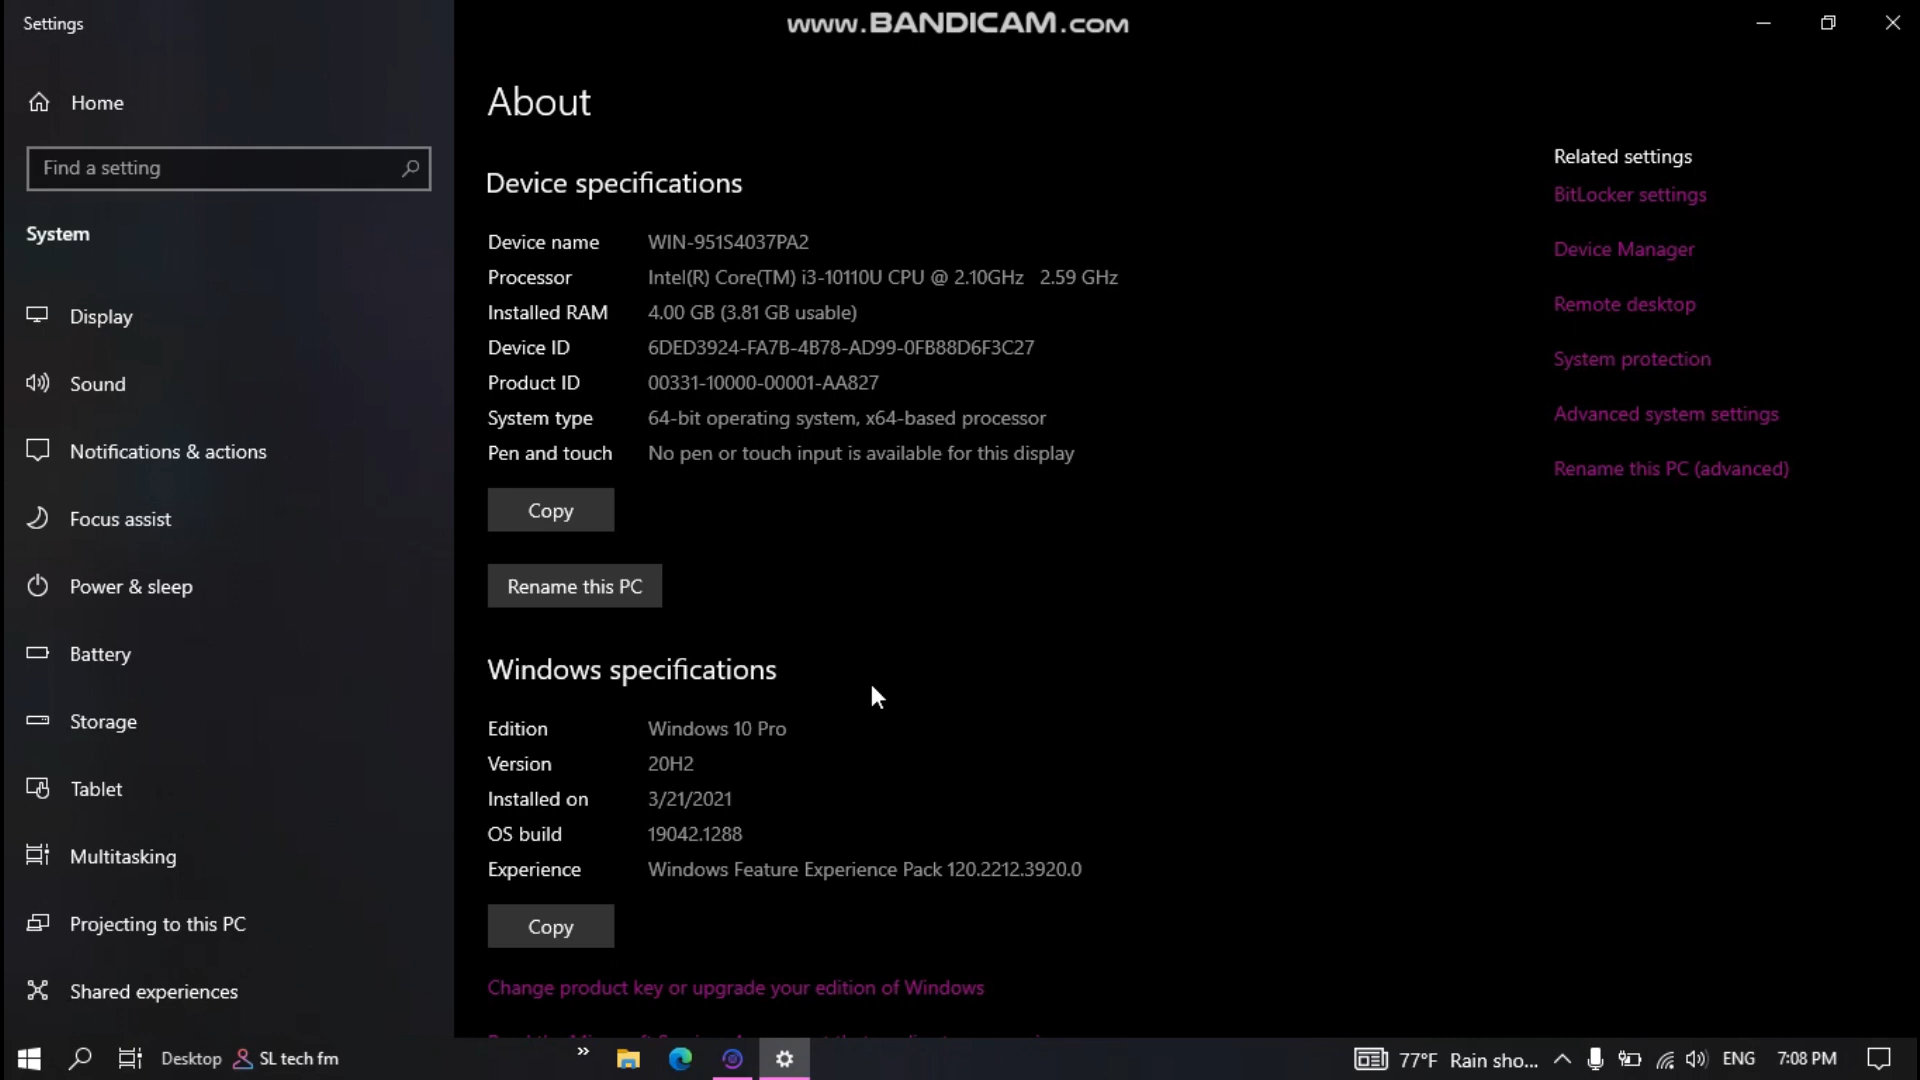 Settings
www.BANDICAM.com
Home
About
Find a setting
System
Display
Sound
Notifications & actions
Focus assist
Power & sleep
Battery
Storage
Tablet
Multitasking
Projecting to this PC
Shared experiences
Device specifications
Device name WIN-951S4037PA2
Processor Intel(R) Core(TM) i3-10110U CPU @ 2.10GHz 2.59 GHz
Installed RAM 4.00 GB (3.81 GB usable)
Device ID 6DED3924-FA7B-4B78-AD99-0FB88D6F3C27
Product ID 00331-10000-00001-AA827
System type 64-bit operating system, x64-based processor
Pen and touch No pen or touch input is available for this display
Copy
Rename this PC
Windows specifications
Edition Windows 10 Pro
Version 20H2
Installed on 3/21/2021
OS build 19042.1288
Experience Windows Feature Experience Pack 120.2212.3920.0
Copy
Change product key or upgrade your edition of Windows
Related settings
BitLocker settings
Device Manager
Remote desktop
System protection
Advanced system settings
Rename this PC (advanced)
Desktop SL tech fm
77°F Rain sho... ENG 7:08 PM